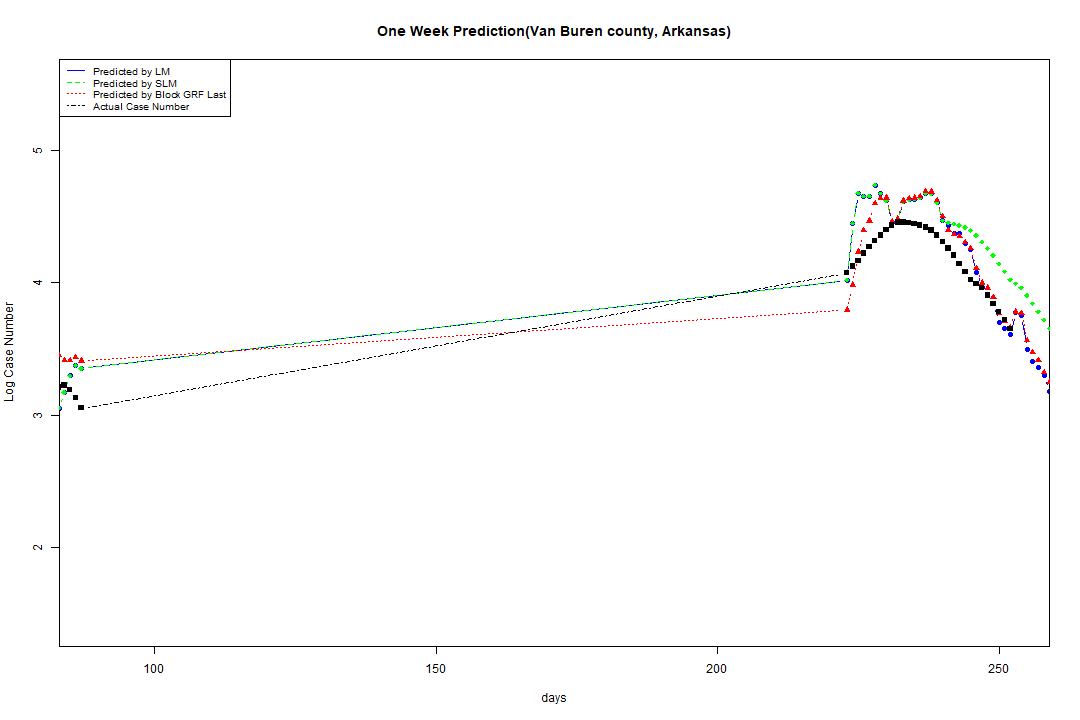 One Week Prediction(Van Buren county, Arkansas)
Predicted by LM
Predicted by SLM
Predicted by Block GRF Last
Actual Case Number
5
4
3
2
Log Case Number
100 150 200 250
days